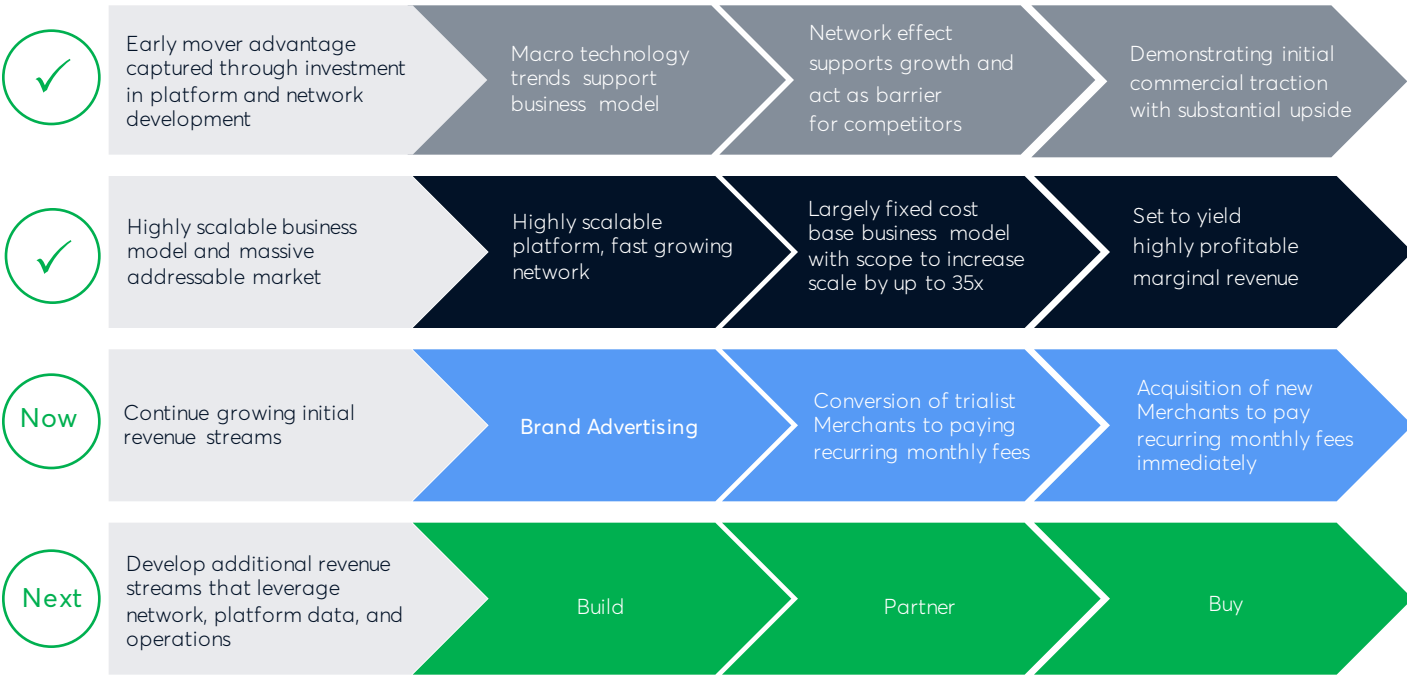 Early mover advantage
captured through investment
in platform and network
development
Macro technology
trends support
business model
Network effect
supports growth and
act as barrier
for competitors
Demonstrating initial
commercial traction
with substantial upside
Highly scalable business
model and massive
addressable market
Highly scalable
platform, fast growing
network
Largely fixed cost
base business model
with scope to increase
scale by up to 35x
Set to yield
highly profitable
marginal revenue
Now
Continue growing initial
revenue streams
Brand Advertising
Conversion of trialist
Merchants to paying
recurring monthly fees
Acquisition of new
Merchants to pay
recurring monthly fees
immediately
Next
Develop additional revenue
streams that leverage
network, platform data, and
operations
Build
Partner
Buy